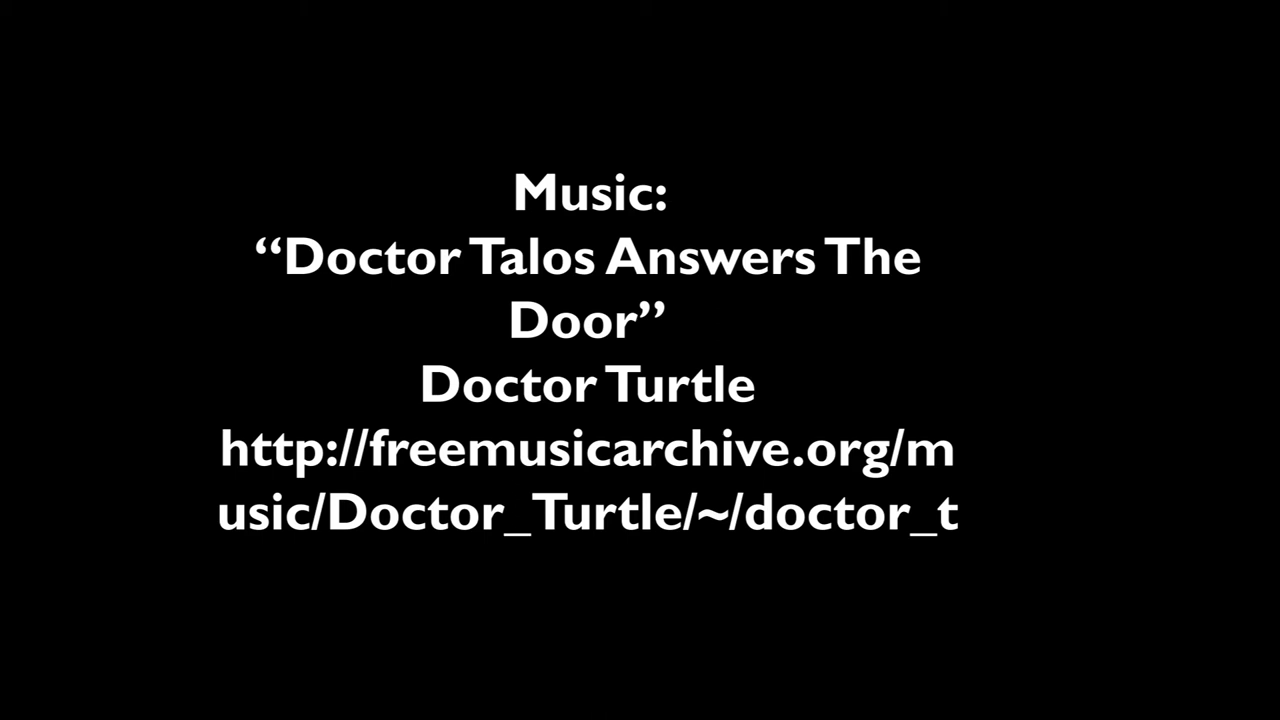 Music:
“Doctor Talos Answers The
Door”
Doctor Turtle
http://freemusicarchive.org/m
usic/Doctor_Turtle/~/doctor_t